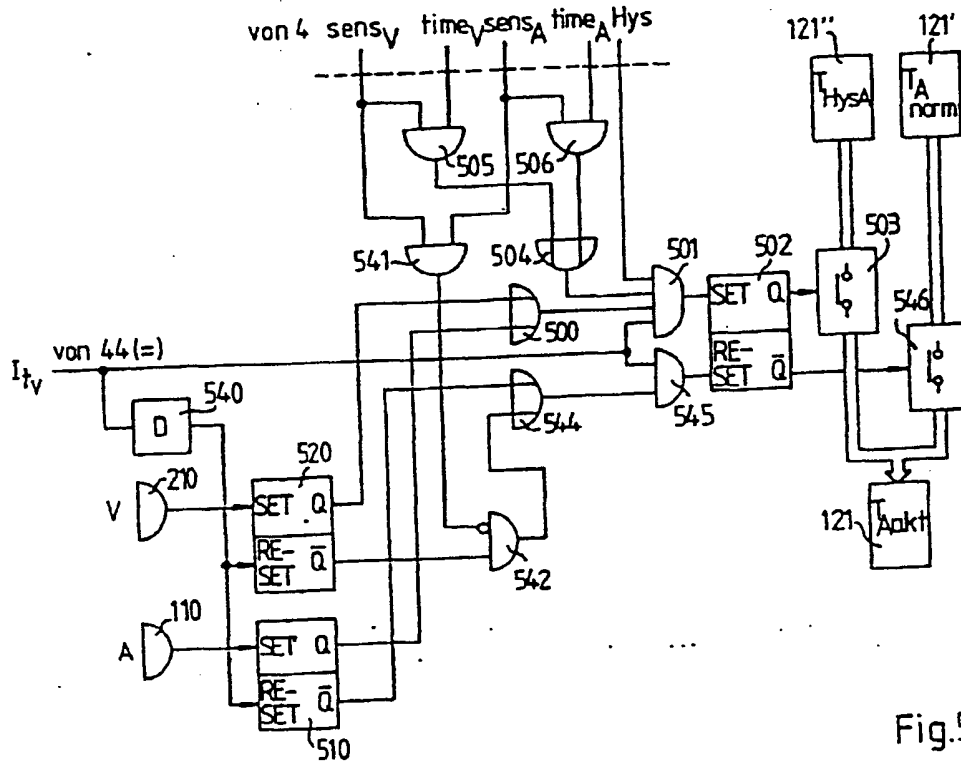 von 4 sensV timeV sensA timeA Hys
121'' 121'
THysA TA norm
505 506
503
541 504 501 502
SET Q
546
500
von 44 (=)
ItV
RE-SET Q̄
540
D
544 545
520
210
V
SET Q
121 TAakt
RE-SET Q̄
542
110
A
SET Q
RE-SET Q̄
510